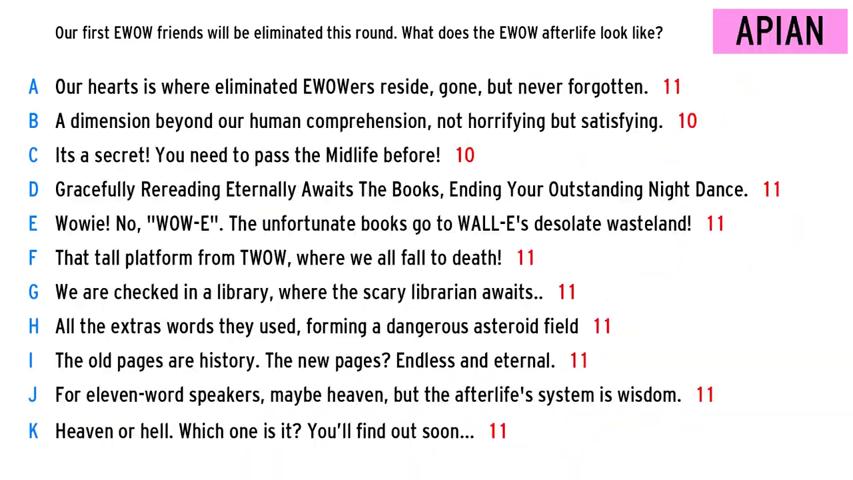 Our first EWOW friends will be eliminated this round. What does the EWOW afterlife look like?
APIAN
A Our hearts is where eliminated EWOWers reside, gone, but never forgotten. 11
B A dimension beyond our human comprehension, not horrifying but satisfying. 10
C Its a secret! You need to pass the Midlife before! 10
D Gracefully Rereading Eternally Awaits The Books, Ending Your Outstanding Night Dance. 11
E Wowie! No, "WOW-E". The unfortunate books go to WALL-E's desolate wasteland! 11
F That tall platform from TWOW, where we all fall to death! 11
G We are checked in a library, where the scary librarian awaits.. 11
H All the extras words they used, forming a dangerous asteroid field 11
I The old pages are history. The new pages? Endless and eternal. 11
J For eleven-word speakers, maybe heaven, but the afterlife's system is wisdom. 11
K Heaven or hell. Which one is it? You’ll find out soon... 11